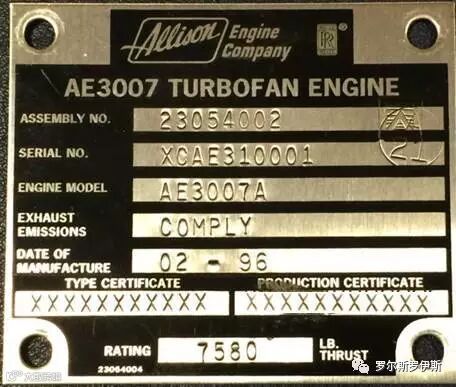 Allison Engine Company
RR
AE3007 TURBOFAN ENGINE
ASSEMBLY NO. 23054002
SERIAL NO. XCAE310001
21
ENGINE MODEL AE3007A
EXHAUST EMISSIONS COMPLY
DATE OF MANUFACTURE 02 - 96
TYPE CERTIFICATE PRODUCTION CERTIFICATE
XXXXXXXXXXX XXXXXXXXXXX
RATING 7580 LB. THRUST
23064004
罗尔斯罗伊斯